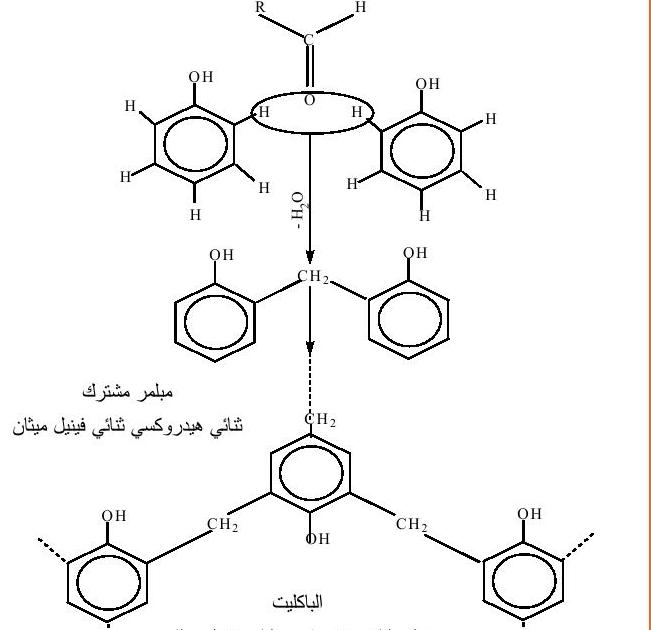 R H
C
O
OH OH
H H H H
H H H H
H H
- H₂O
OH OH
CH₂
مبلمر مشترك
ثنائي هيدروكسي ثنائي فينيل ميثان
CH₂
OH CH₂ CH₂ OH
OH
الباكليت